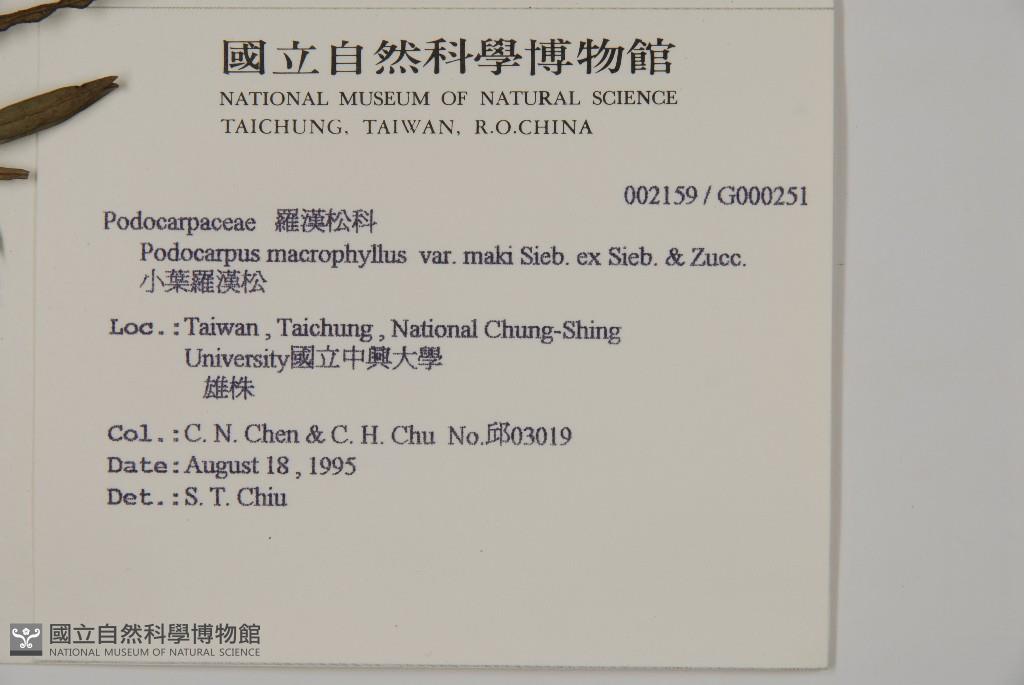 國立自然科學博物館
NATIONAL MUSEUM OF NATURAL SCIENCE
TAICHUNG, TAIWAN, R.O.CHINA
002159 / G000251
Podocarpaceae 羅漢松科
Podocarpus macrophyllus var. maki Sieb. ex Sieb. & Zucc.
小葉羅漢松
Loc.: Taiwan , Taichung , National Chung-Shing
University國立中興大學
雄株
Col.: C. N. Chen & C. H. Chu No.邱03019
Date: August 18 , 1995
Det.: S. T. Chiu
國立自然科學博物館
NATIONAL MUSEUM OF NATURAL SCIENCE